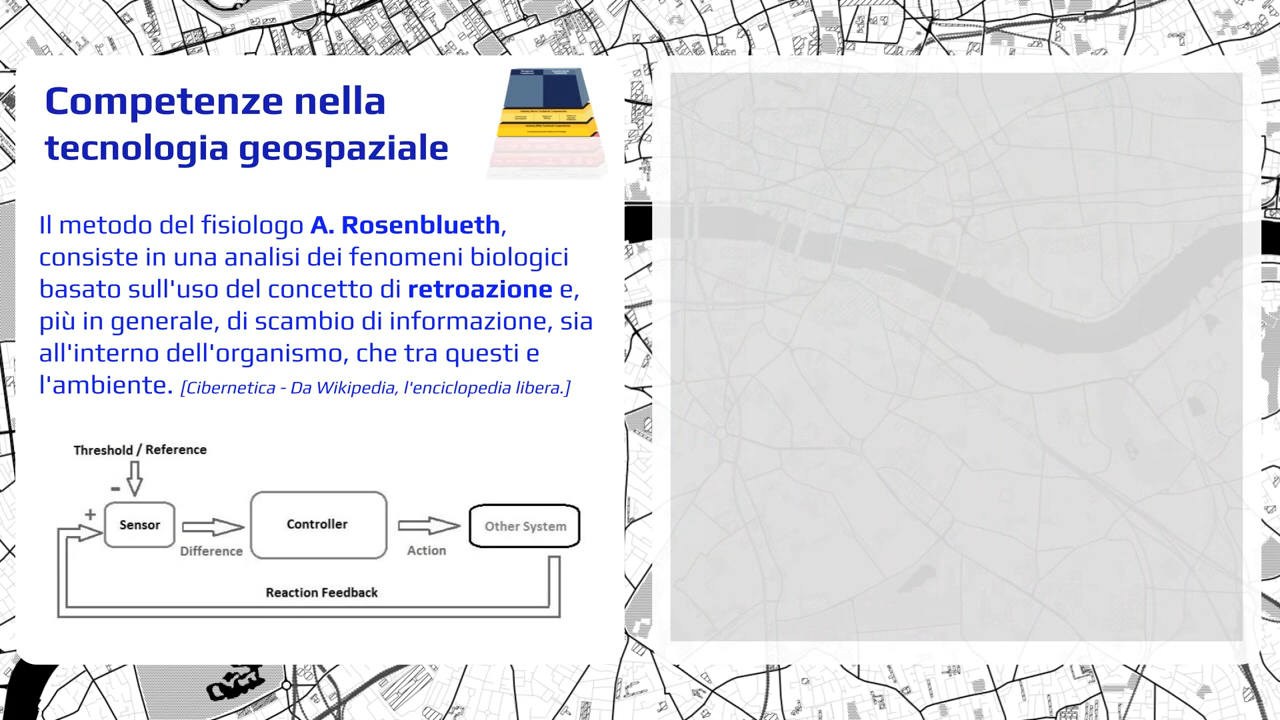 Competenze nella
tecnologia geospaziale
Il metodo del fisiologo A. Rosenblueth,
consiste in una analisi dei fenomeni biologici
basato sull'uso del concetto di retroazione e,
più in generale, di scambio di informazione, sia
all'interno dell'organismo, che tra questi e
l'ambiente. [Cibernetica - Da Wikipedia, l'enciclopedia libera.]
Threshold / Reference
-
+
Sensor
Controller
Other System
Difference
Action
Reaction Feedback